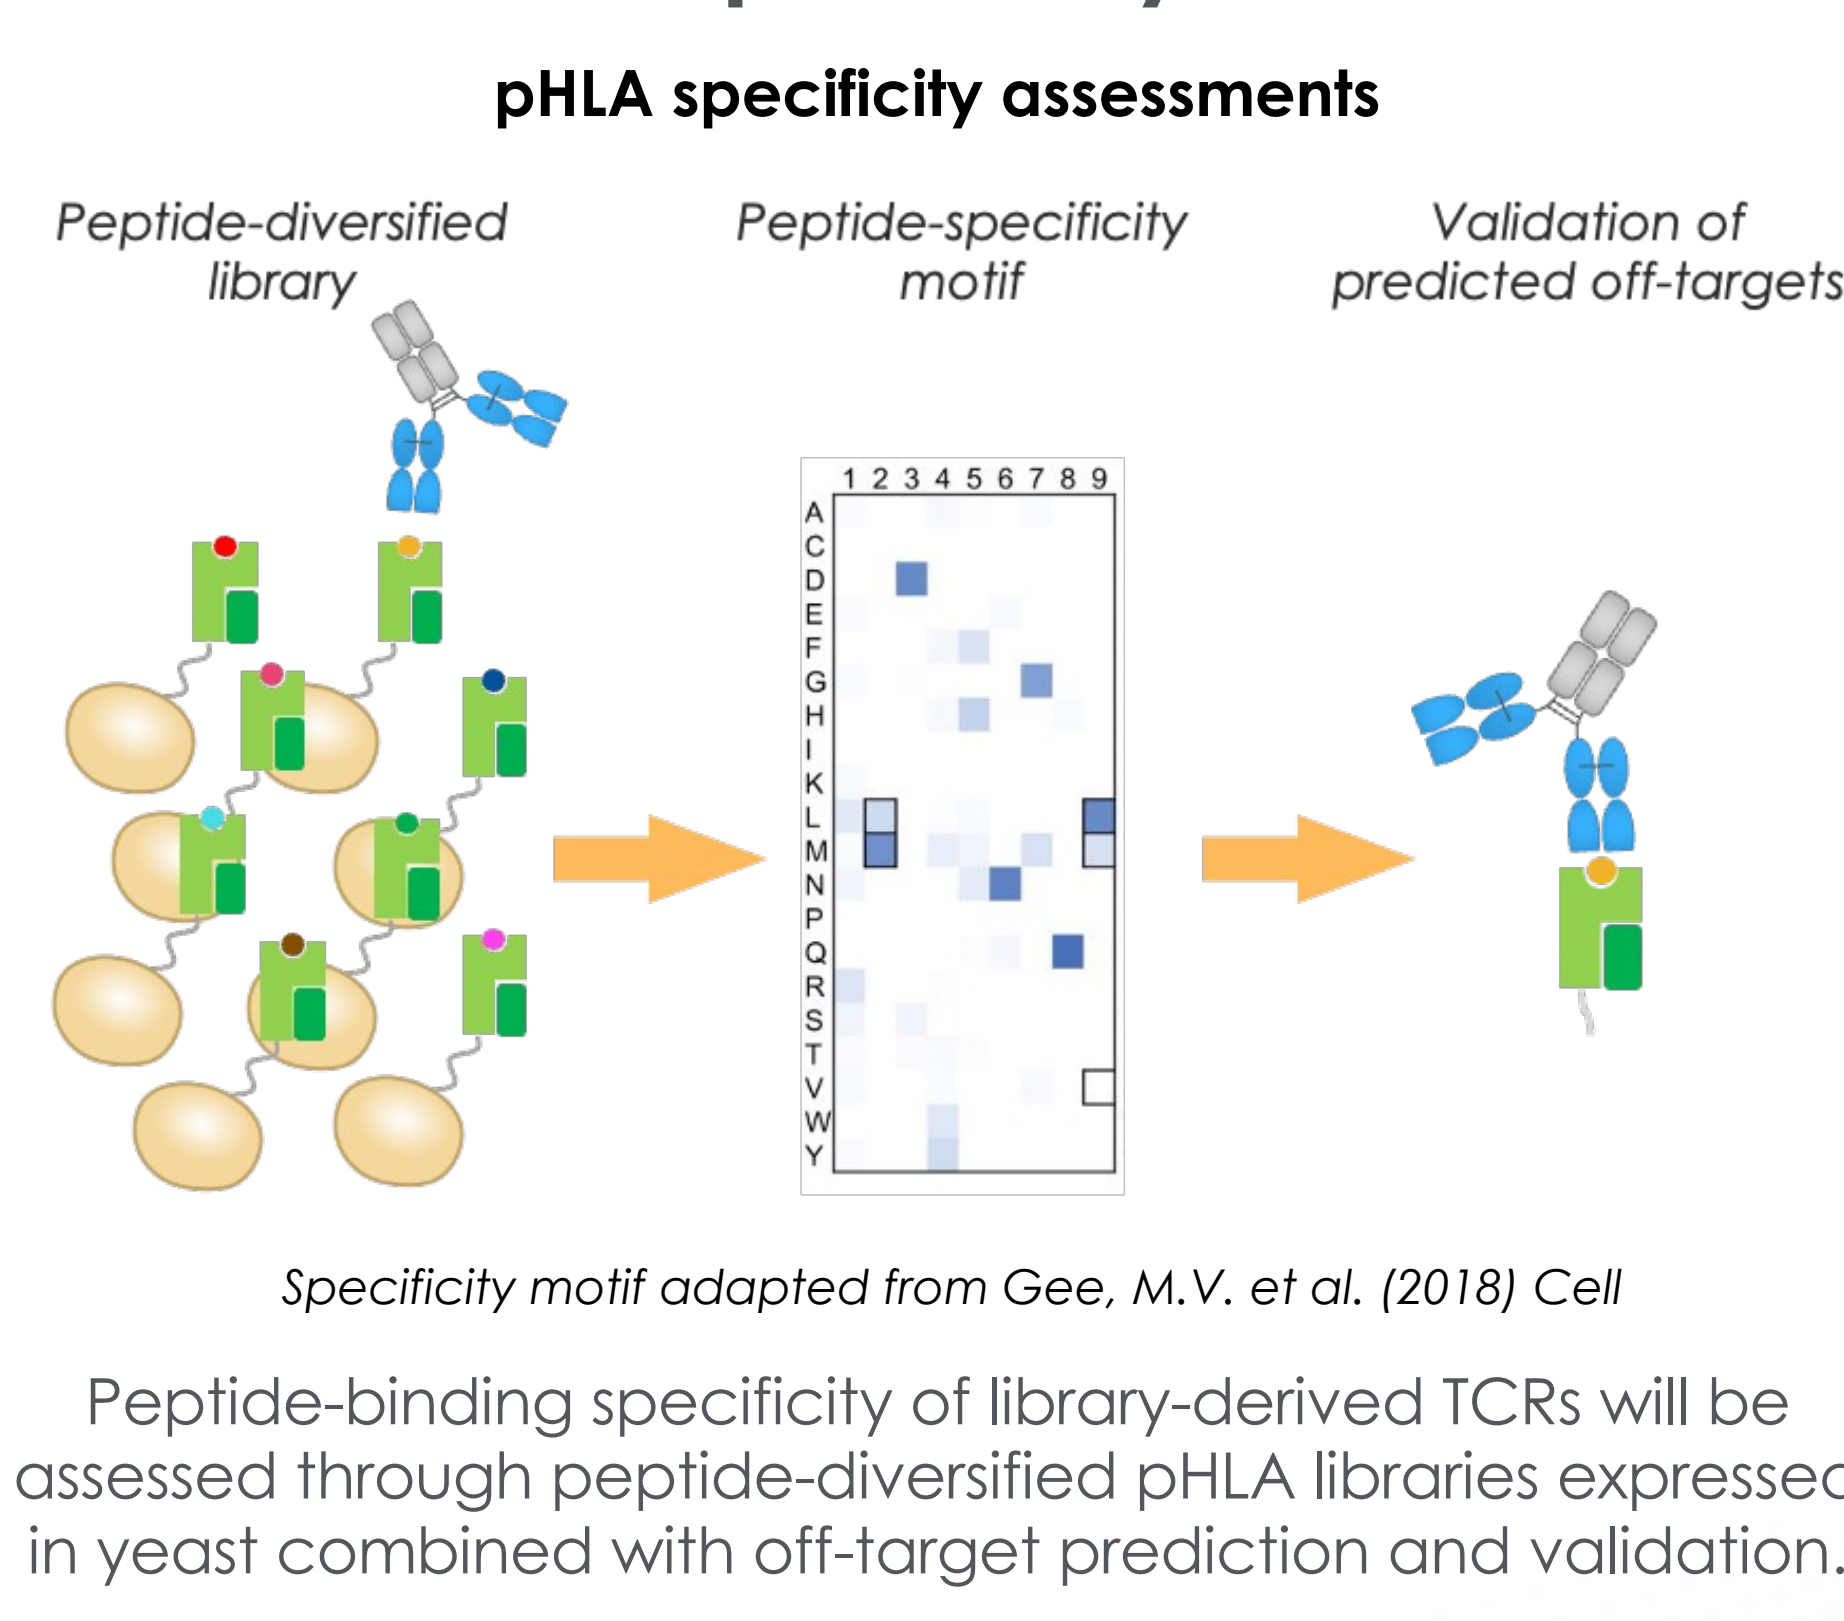 pHLA specificity assessments
Peptide-diversified
library
Peptide-specificity
motif
Validation of
predicted off-targets
1 2 3 4 5 6 7 8 9
A
C
D
E
F
G
H
I
K
L
M
N
P
Q
R
S
T
V
W
Y
Specificity motif adapted from Gee, M.V. et al. (2018) Cell
Peptide-binding specificity of library-derived TCRs will be
assessed through peptide-diversified pHLA libraries expressed
in yeast combined with off-target prediction and validation.